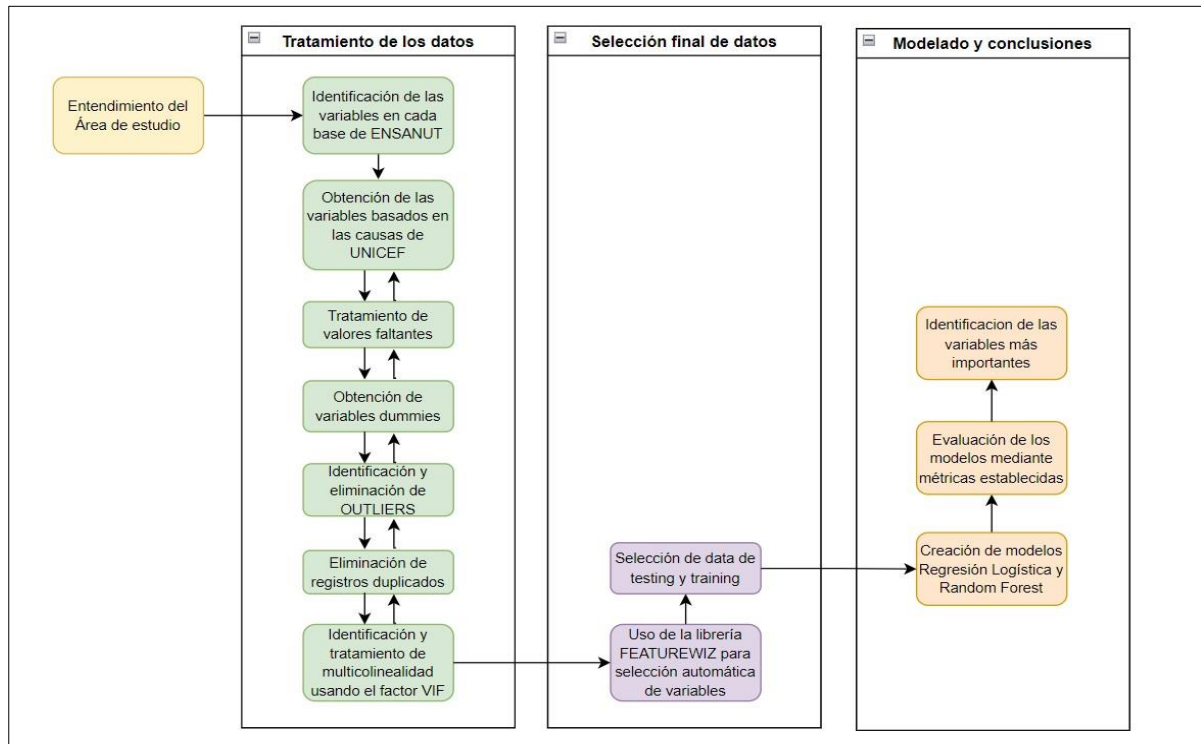 Tratamiento de los datos
Selección final de datos
Modelado y conclusiones
Entendimiento del
Área de estudio
Identificación de las
variables en cada
base de ENSANUT
Obtención de las
variables basados en
las causas de
UNICEF
Tratamiento de
valores faltantes
Obtención de
variables dummies
Identificación y
eliminación de
OUTLIERS
Eliminación de
registros duplicados
Identificación y
tratamiento de
multicolinealidad
usando el factor VIF
Selección de data de
testing y training
Uso de la librería
FEATUREWIZ para
selección automática
de variables
Identificacion de las
variables más
importantes
Evaluación de los
modelos mediante
métricas establecidas
Creación de modelos
Regresión Logística y
Random Forest